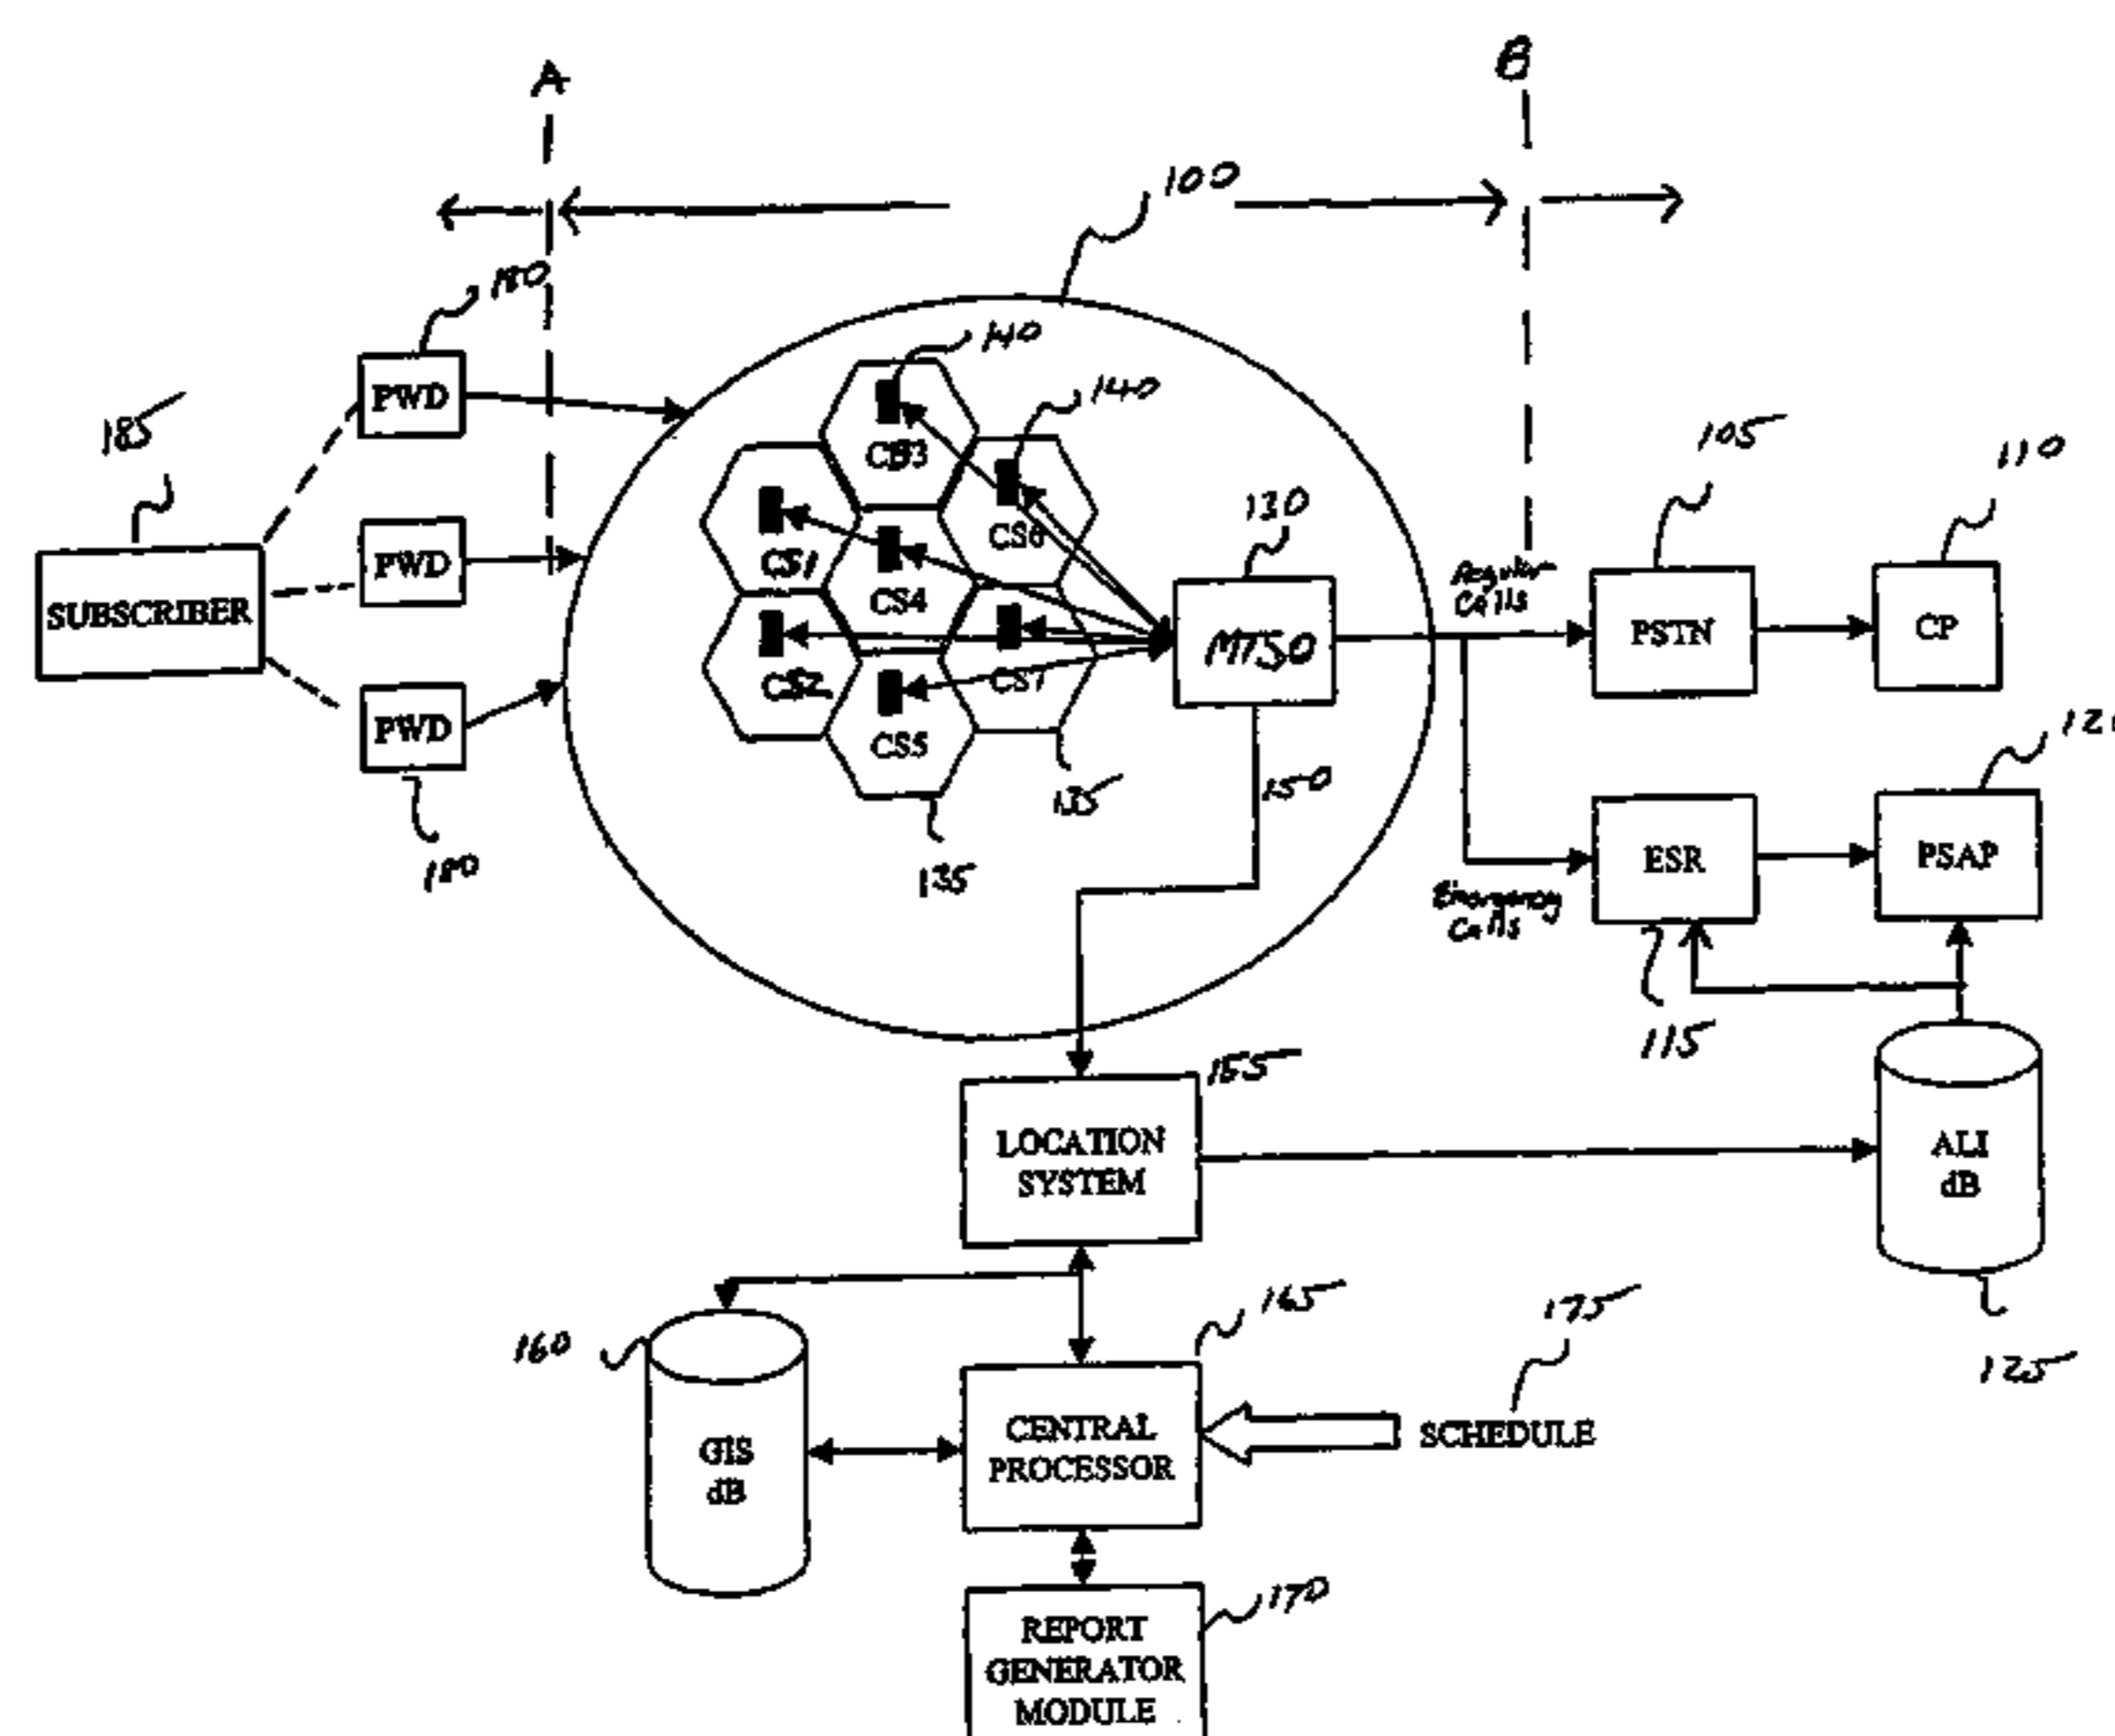 A
B
100
180
140
140
185
PWD
105
110
CS6
130
CS1
PWD
CS4
Regular
Calls
SUBSCRIBER
MTSO
PSTN
CP
CS2
CS7
PWD
CS5
150
135
135
180
ESR
PSAP
Emergency
Calls
115
155
LOCATION
SYSTEM
ALI
dB
165
175
160
125
CENTRAL
PROCESSOR
SCHEDULE
GIS
dB
170
REPORT
GENERATOR
MODULE